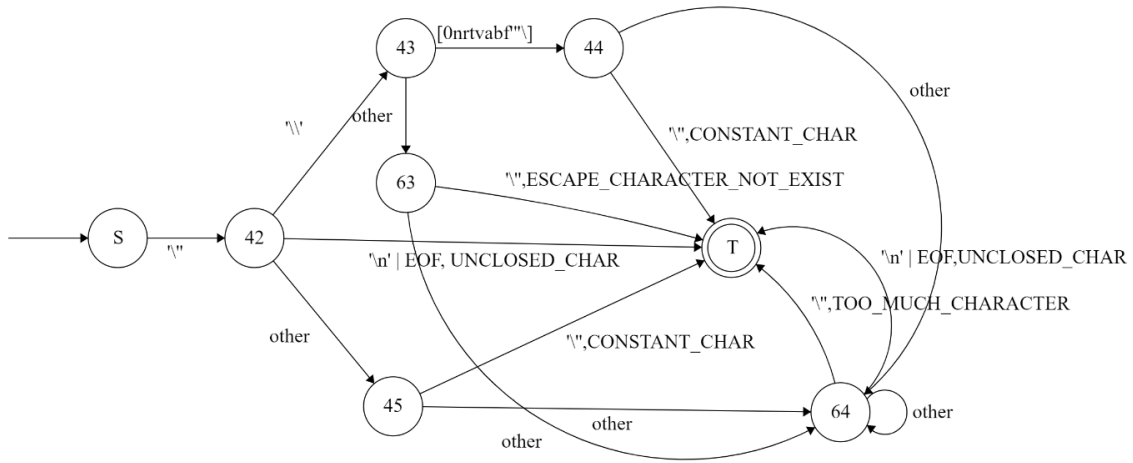 43
[0nrtvabf'"\]
44
other
other
'\\'
'\'',CONSTANT_CHAR
63
'\'',ESCAPE_CHARACTER_NOT_EXIST
S
'\''
42
T
'\n' | EOF, UNCLOSED_CHAR
'\n' | EOF,UNCLOSED_CHAR
'\'',TOO_MUCH_CHARACTER
other
'\'',CONSTANT_CHAR
45
64
other
other
other